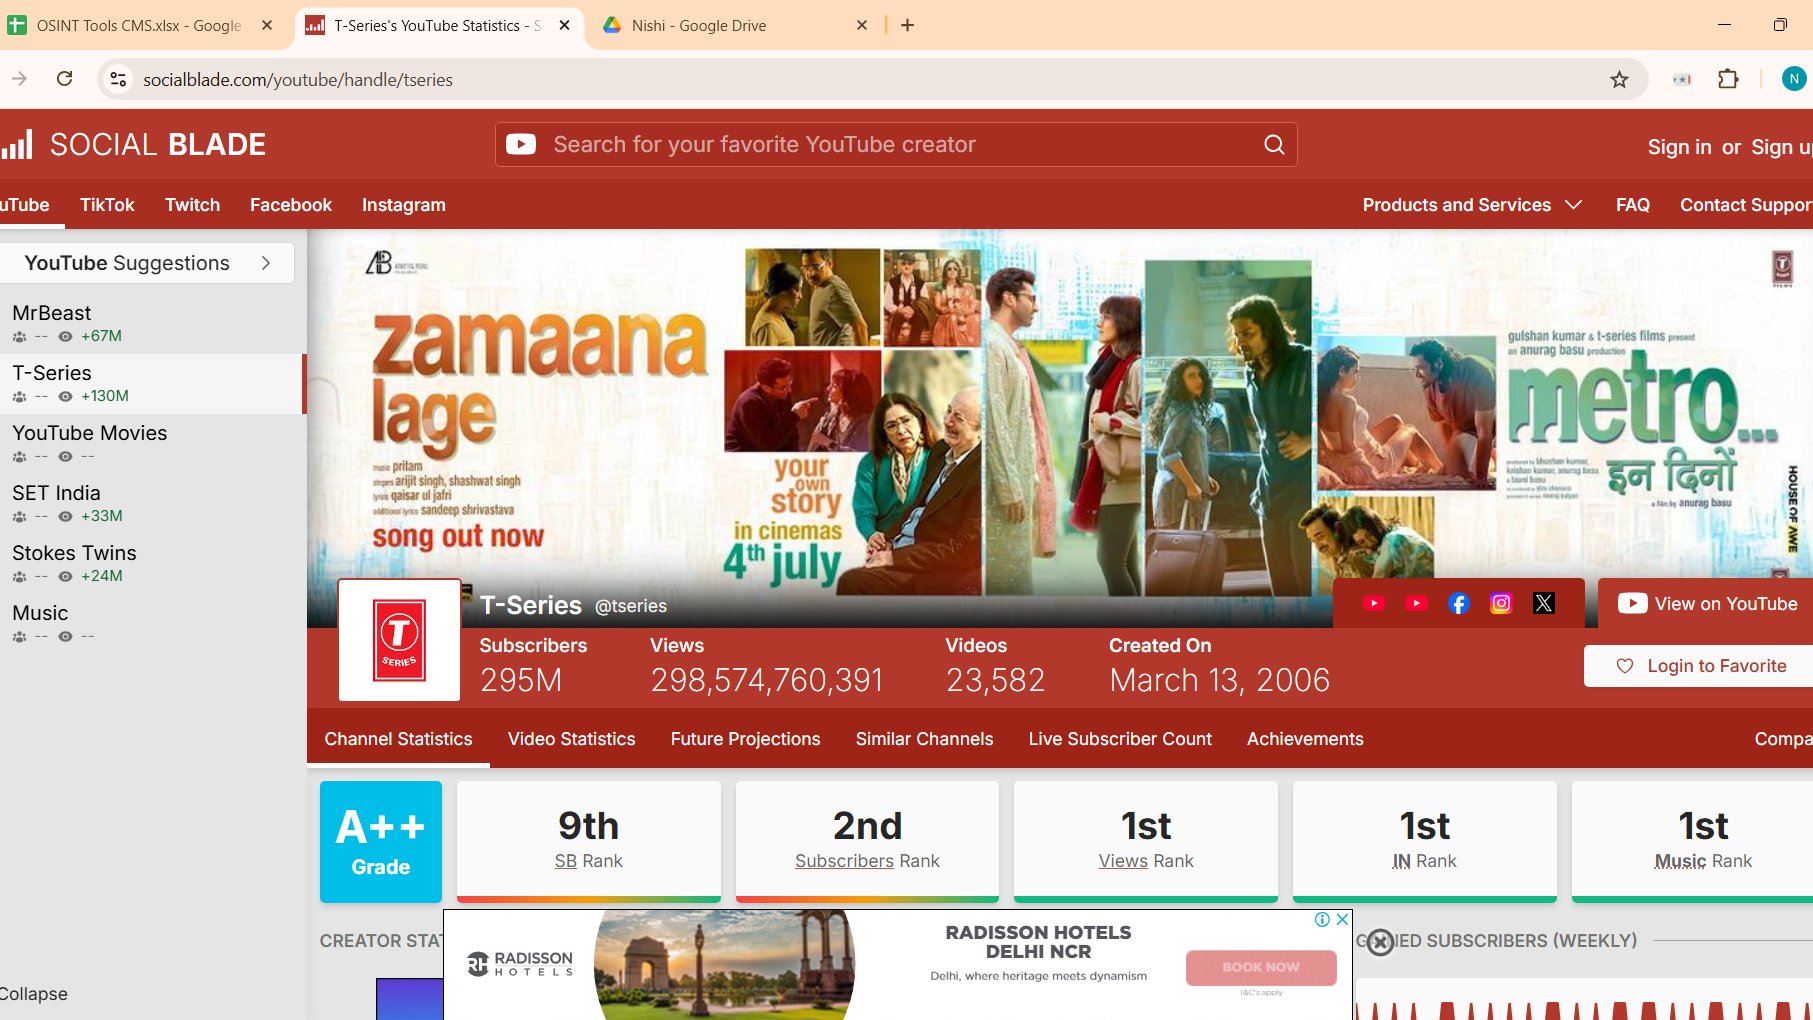 OSINT Tools CMS.xlsx - Google
T-Series's YouTube Statistics - S
Nishi - Google Drive
socialblade.com/youtube/handle/tseries
N
SOCIAL BLADE
Search for your favorite YouTube creator
Sign in or Sign up
uTube
TikTok
Twitch
Facebook
Instagram
Products and Services
FAQ
Contact Suppor
YouTube Suggestions
MrBeast
-- +67M
T-Series
-- +130M
YouTube Movies
-- --
SET India
-- +33M
Stokes Twins
-- +24M
Music
-- --
Collapse
zamaana
lage
music pritam
singers arijit singh, shashwat singh
lyrics qaisar ul jafri
additional lyrics sandeep shrivastava
song out now
your
own
story
in cinemas
4th july
gulshan kumar & t-series films present
an anurag basu production
metro...
इन दिनों
a film by anurag basu
HOUSE OF AWE
T
SERIES
T-Series @tseries
View on YouTube
Subscribers
295M
Views
298,574,760,391
Videos
23,582
Created On
March 13, 2006
Login to Favorite
Channel Statistics
Video Statistics
Future Projections
Similar Channels
Live Subscriber Count
Achievements
Compa
A++
Grade
9th
SB Rank
2nd
Subscribers Rank
1st
Views Rank
1st
IN Rank
1st
Music Rank
CREATOR STAT
NED SUBSCRIBERS (WEEKLY)
RH RADISSON
HOTELS
RADISSON HOTELS
DELHI NCR
Delhi, where heritage meets dynamism
BOOK NOW
T&C's apply